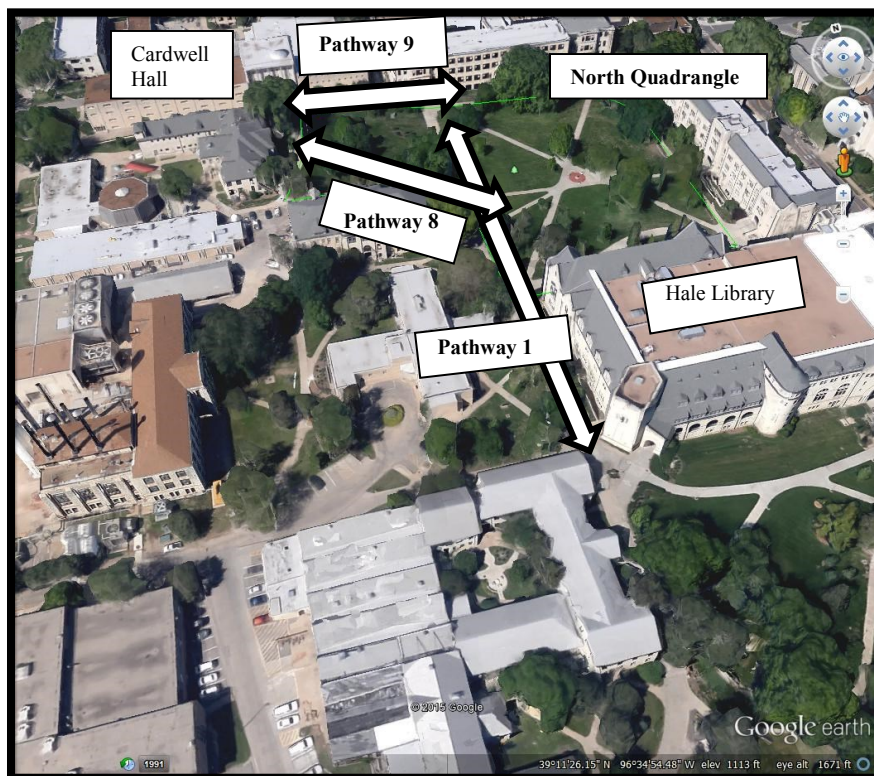 Cardwell
Hall
Pathway 9
North Quadrangle
N
Pathway 8
Hale Library
Pathway 1
© 2015 Google
Google earth
1991
39°11'26.15" N 96°34'54.48" W elev 1113 ft eye alt 1671 ft